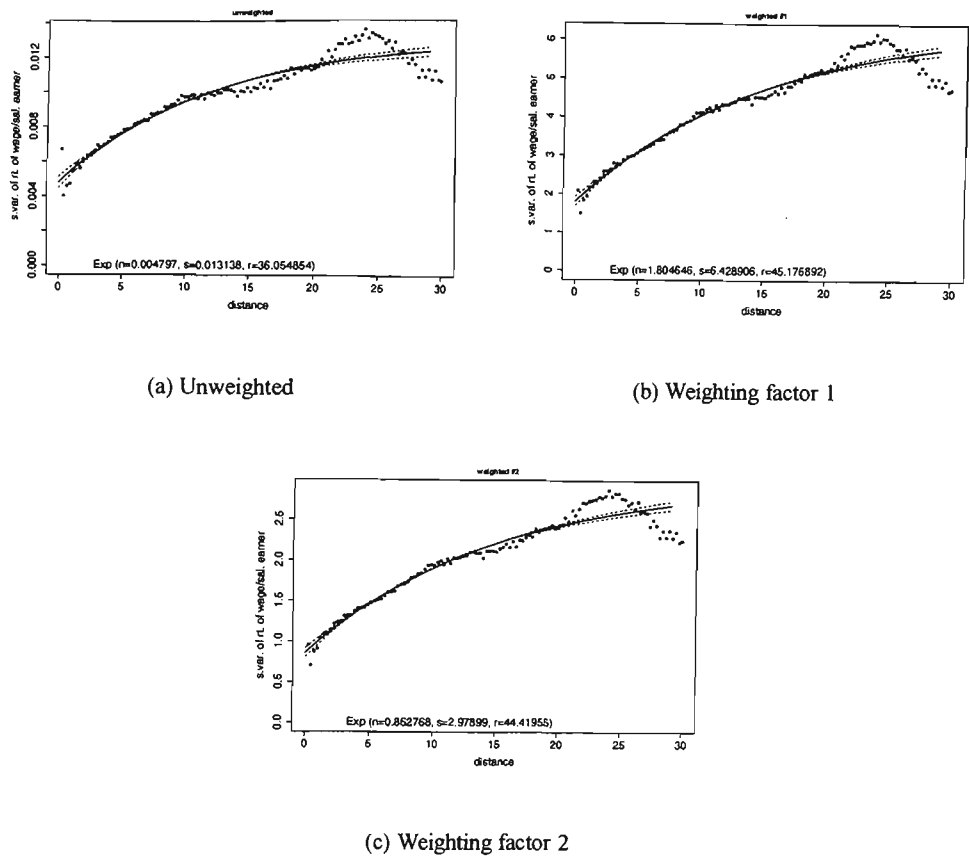 unweighted
s.var. of rt. of wage/sal. earner
0.000 0.004 0.008 0.012
Exp (n=0.004797, s=0.013138, r=36.054854)
0 5 10 15 20 25 30
distance
(a) Unweighted
weighted #1
s.var. of rt. of wage/sal. earner
0 1 2 3 4 5 6
Exp (n=1.804646, s=6.428906, r=45.176892)
0 5 10 15 20 25 30
distance
(b) Weighting factor 1
weighted #2
s.var. of rt. of wage/sal. earner
0.0 0.5 1.0 1.5 2.0 2.5
Exp (n=0.862768, s=2.97899, r=44.41955)
0 5 10 15 20 25 30
distance
(c) Weighting factor 2